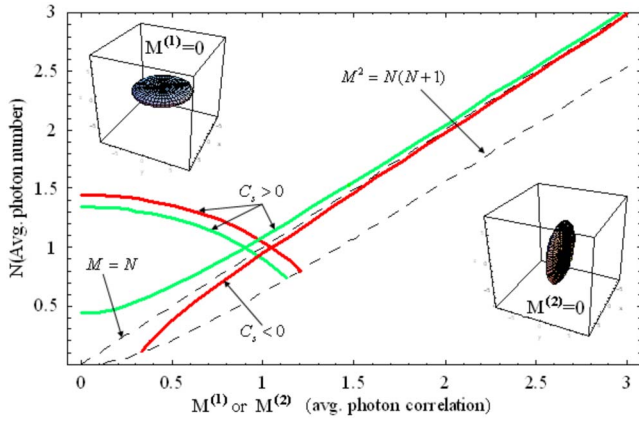 N(Avg. photon number)
3
2.5
2
1.5
1
0.5
M(1)=0
M² = N(N+1)
Cs > 0
M = N
Cs < 0
M(2)=0
0
0.5
1
1.5
2
2.5
3
M(1) or M(2) (avg. photon correlation)